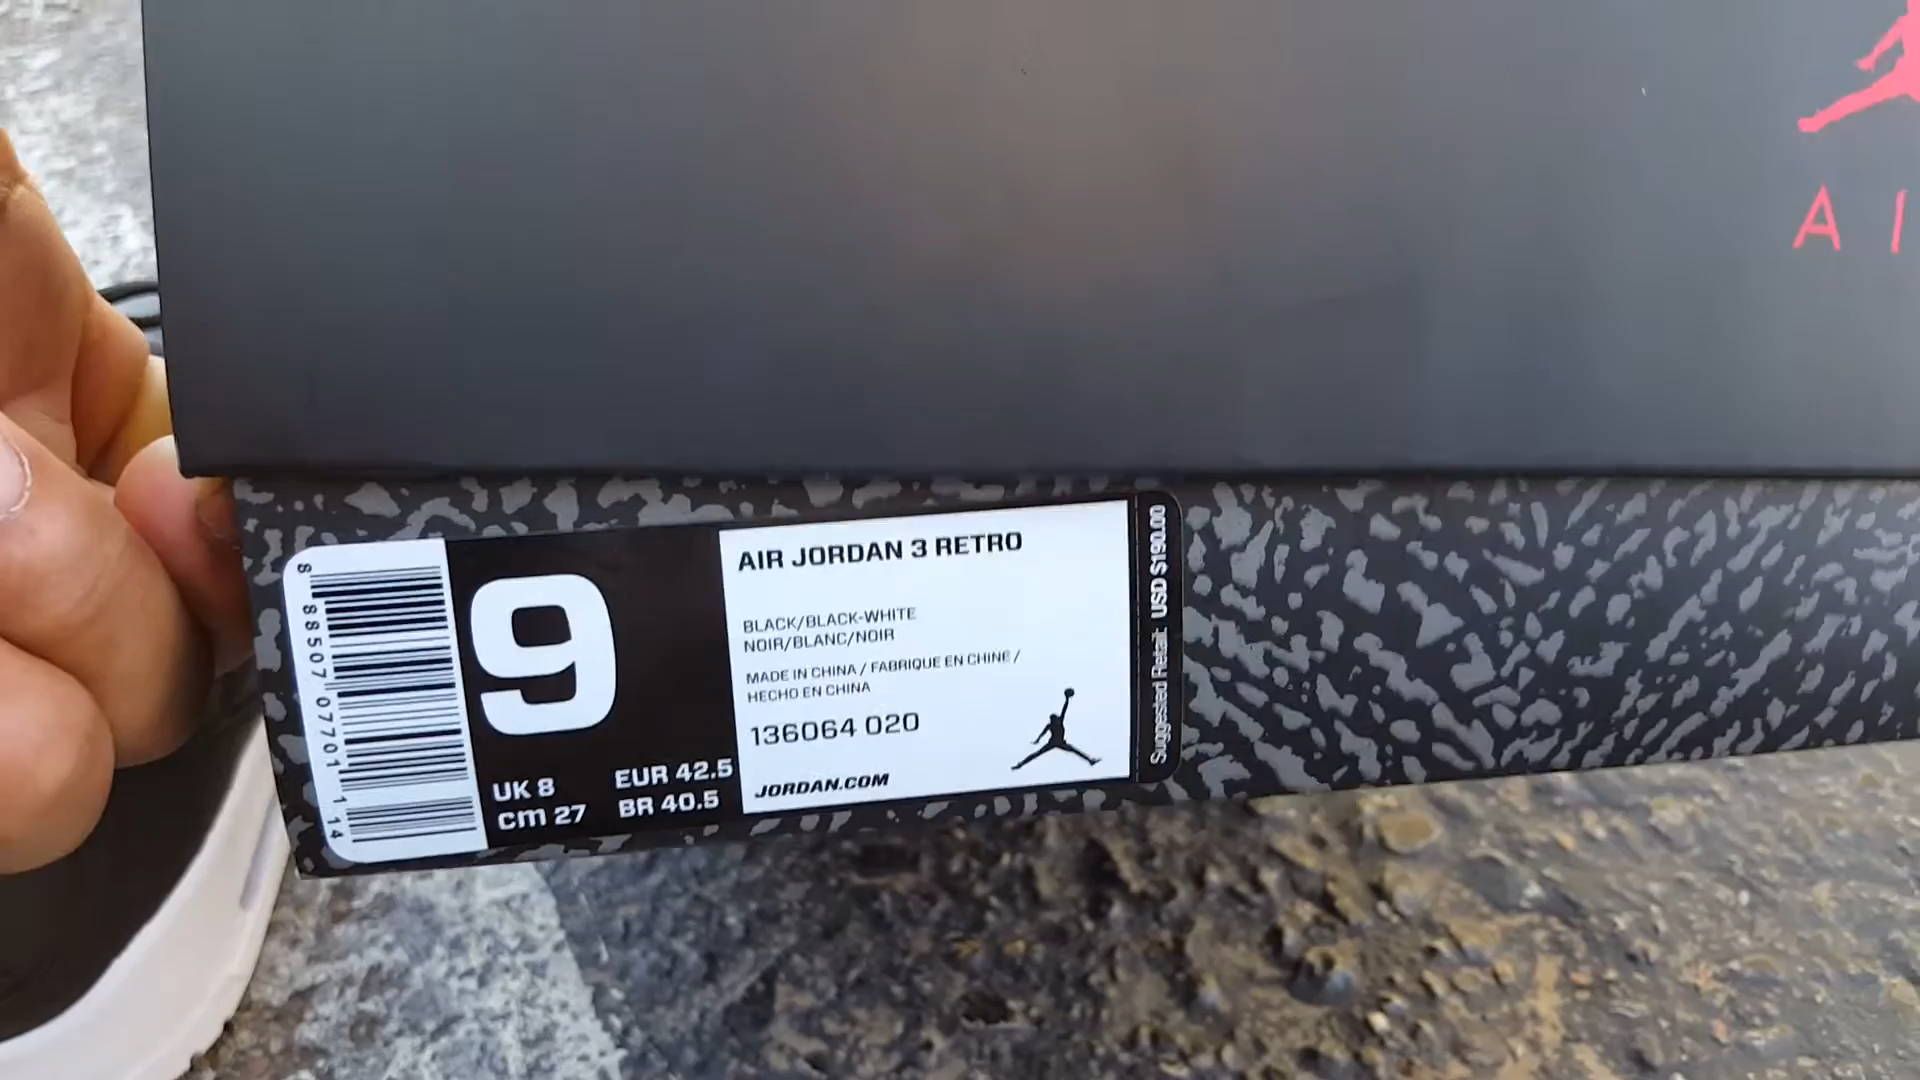 A I
AIR JORDAN 3 RETRO
BLACK/BLACK-WHITE
NOIR/BLANC/NOIR
MADE IN CHINA / FABRIQUE EN CHINE /
HECHO EN CHINA
136064 020
JORDAN.COM
9
UK 8 EUR 42.5
cm 27 BR 40.5
Suggested Retail: USD $190.00
8 88507 07701 1 14